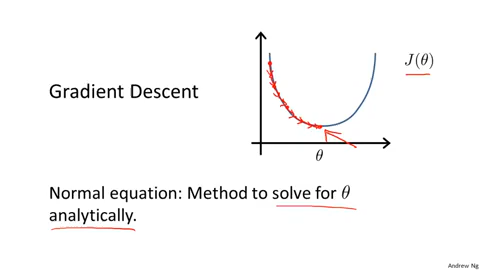 J(θ)
Gradient Descent
θ
Normal equation: Method to solve for θ
analytically.
Andrew Ng